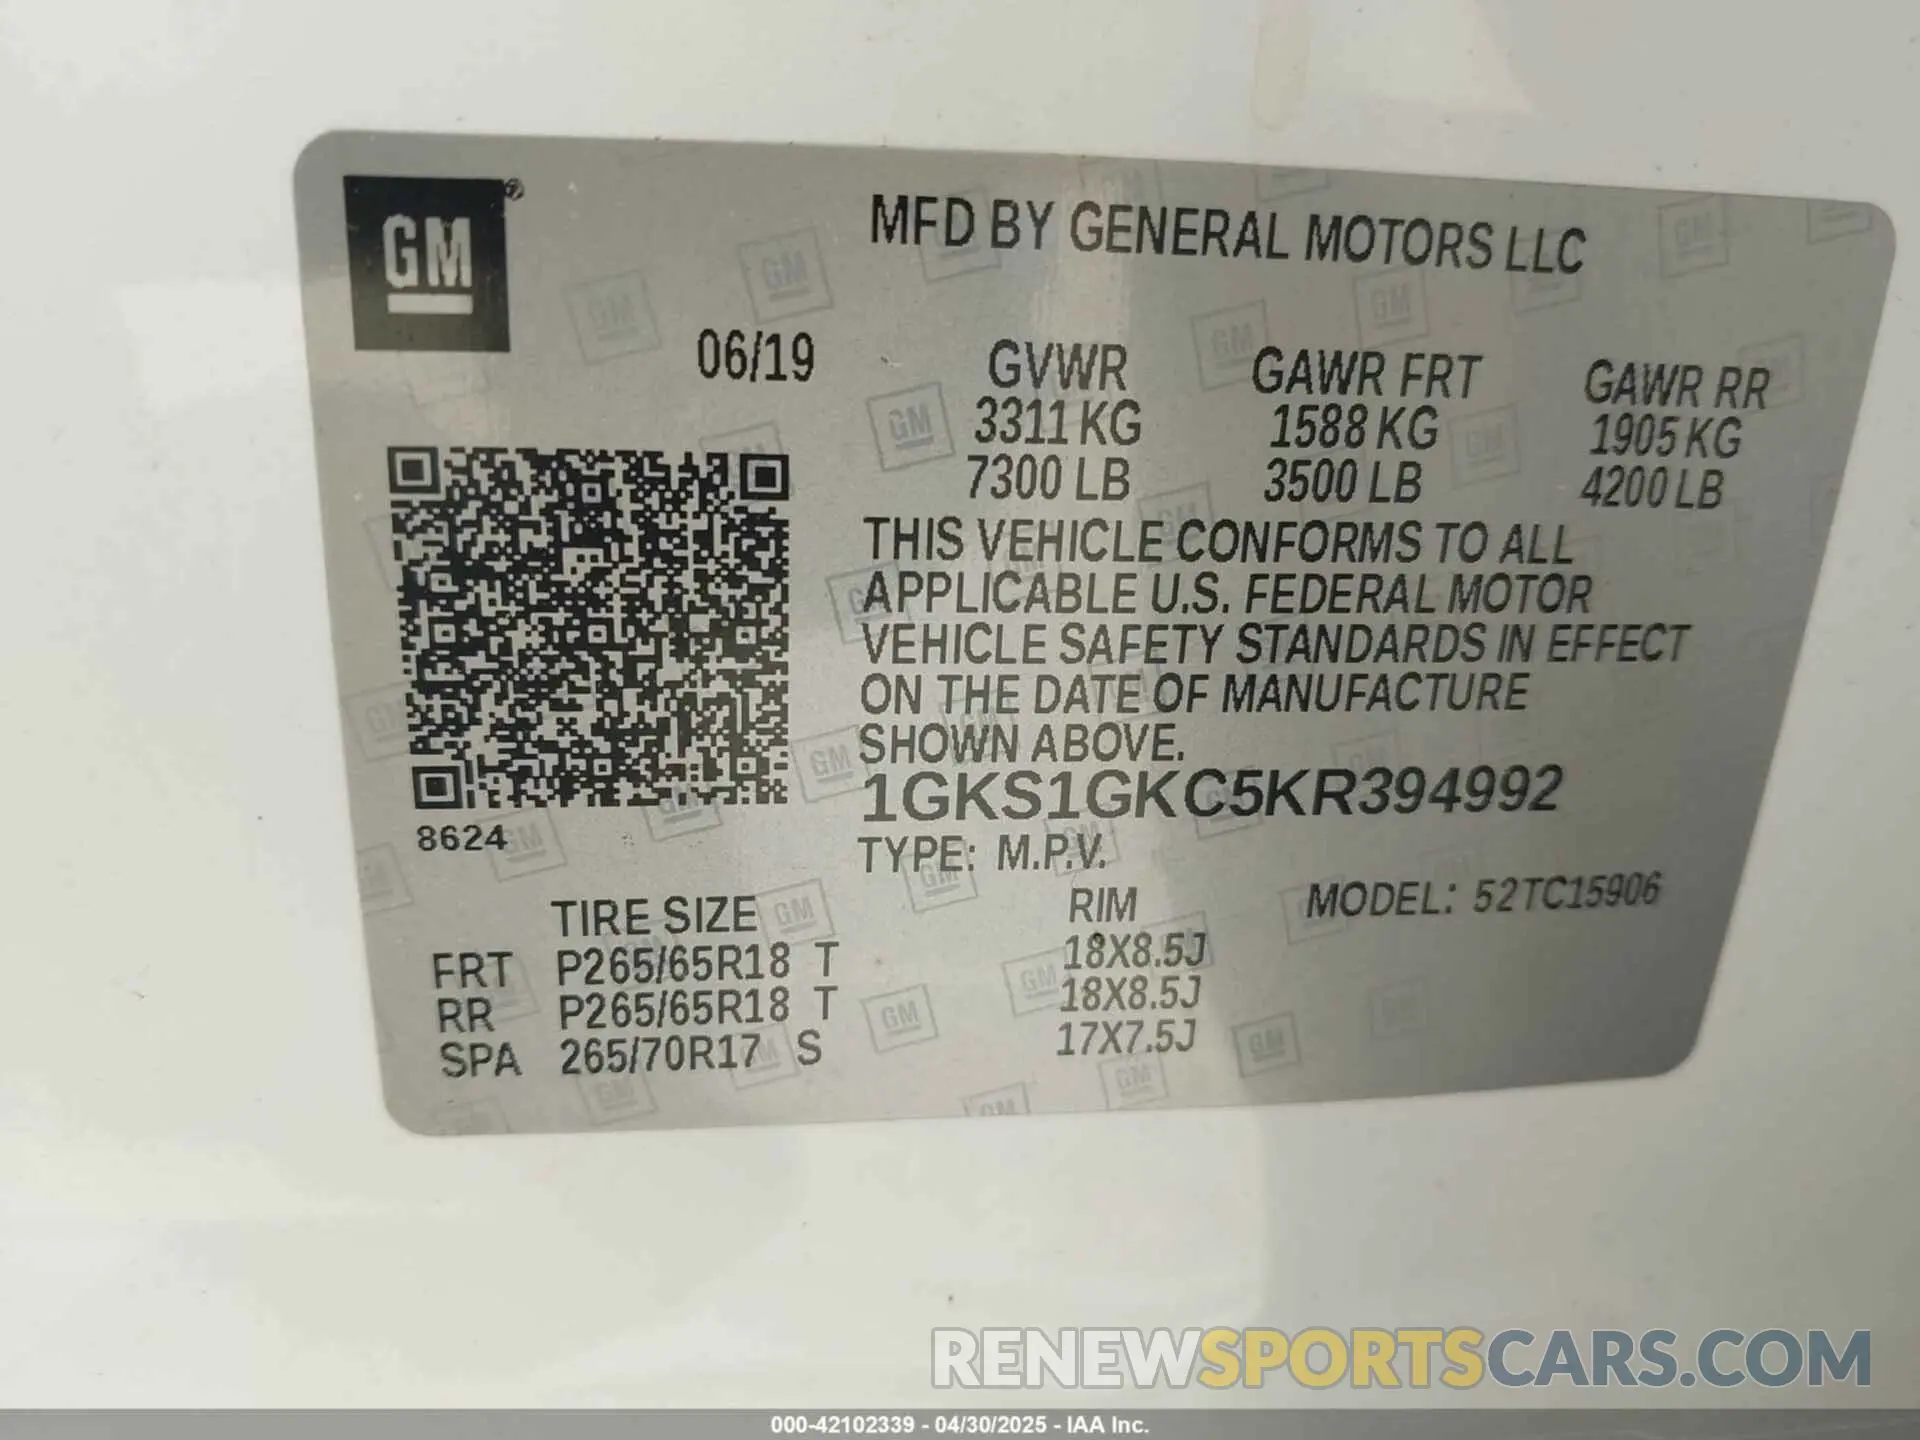 GM®
MFD BY GENERAL MOTORS LLC
06/19
GVWR GAWR FRT GAWR RR
3311 KG 1588 KG 1905 KG
7300 LB 3500 LB 4200 LB
THIS VEHICLE CONFORMS TO ALL
APPLICABLE U.S. FEDERAL MOTOR
VEHICLE SAFETY STANDARDS IN EFFECT
ON THE DATE OF MANUFACTURE
SHOWN ABOVE.
1GKS1GKC5KR394992
8624
TYPE: M.P.V.
MODEL: 52TC15906
TIRE SIZE RIM
FRT P265/65R18 T 18X8.5J
RR P265/65R18 T 18X8.5J
SPA 265/70R17 S 17X7.5J
RENEWSPORTSCARS.COM
000-42102339 - 04/30/2025 - IAA Inc.